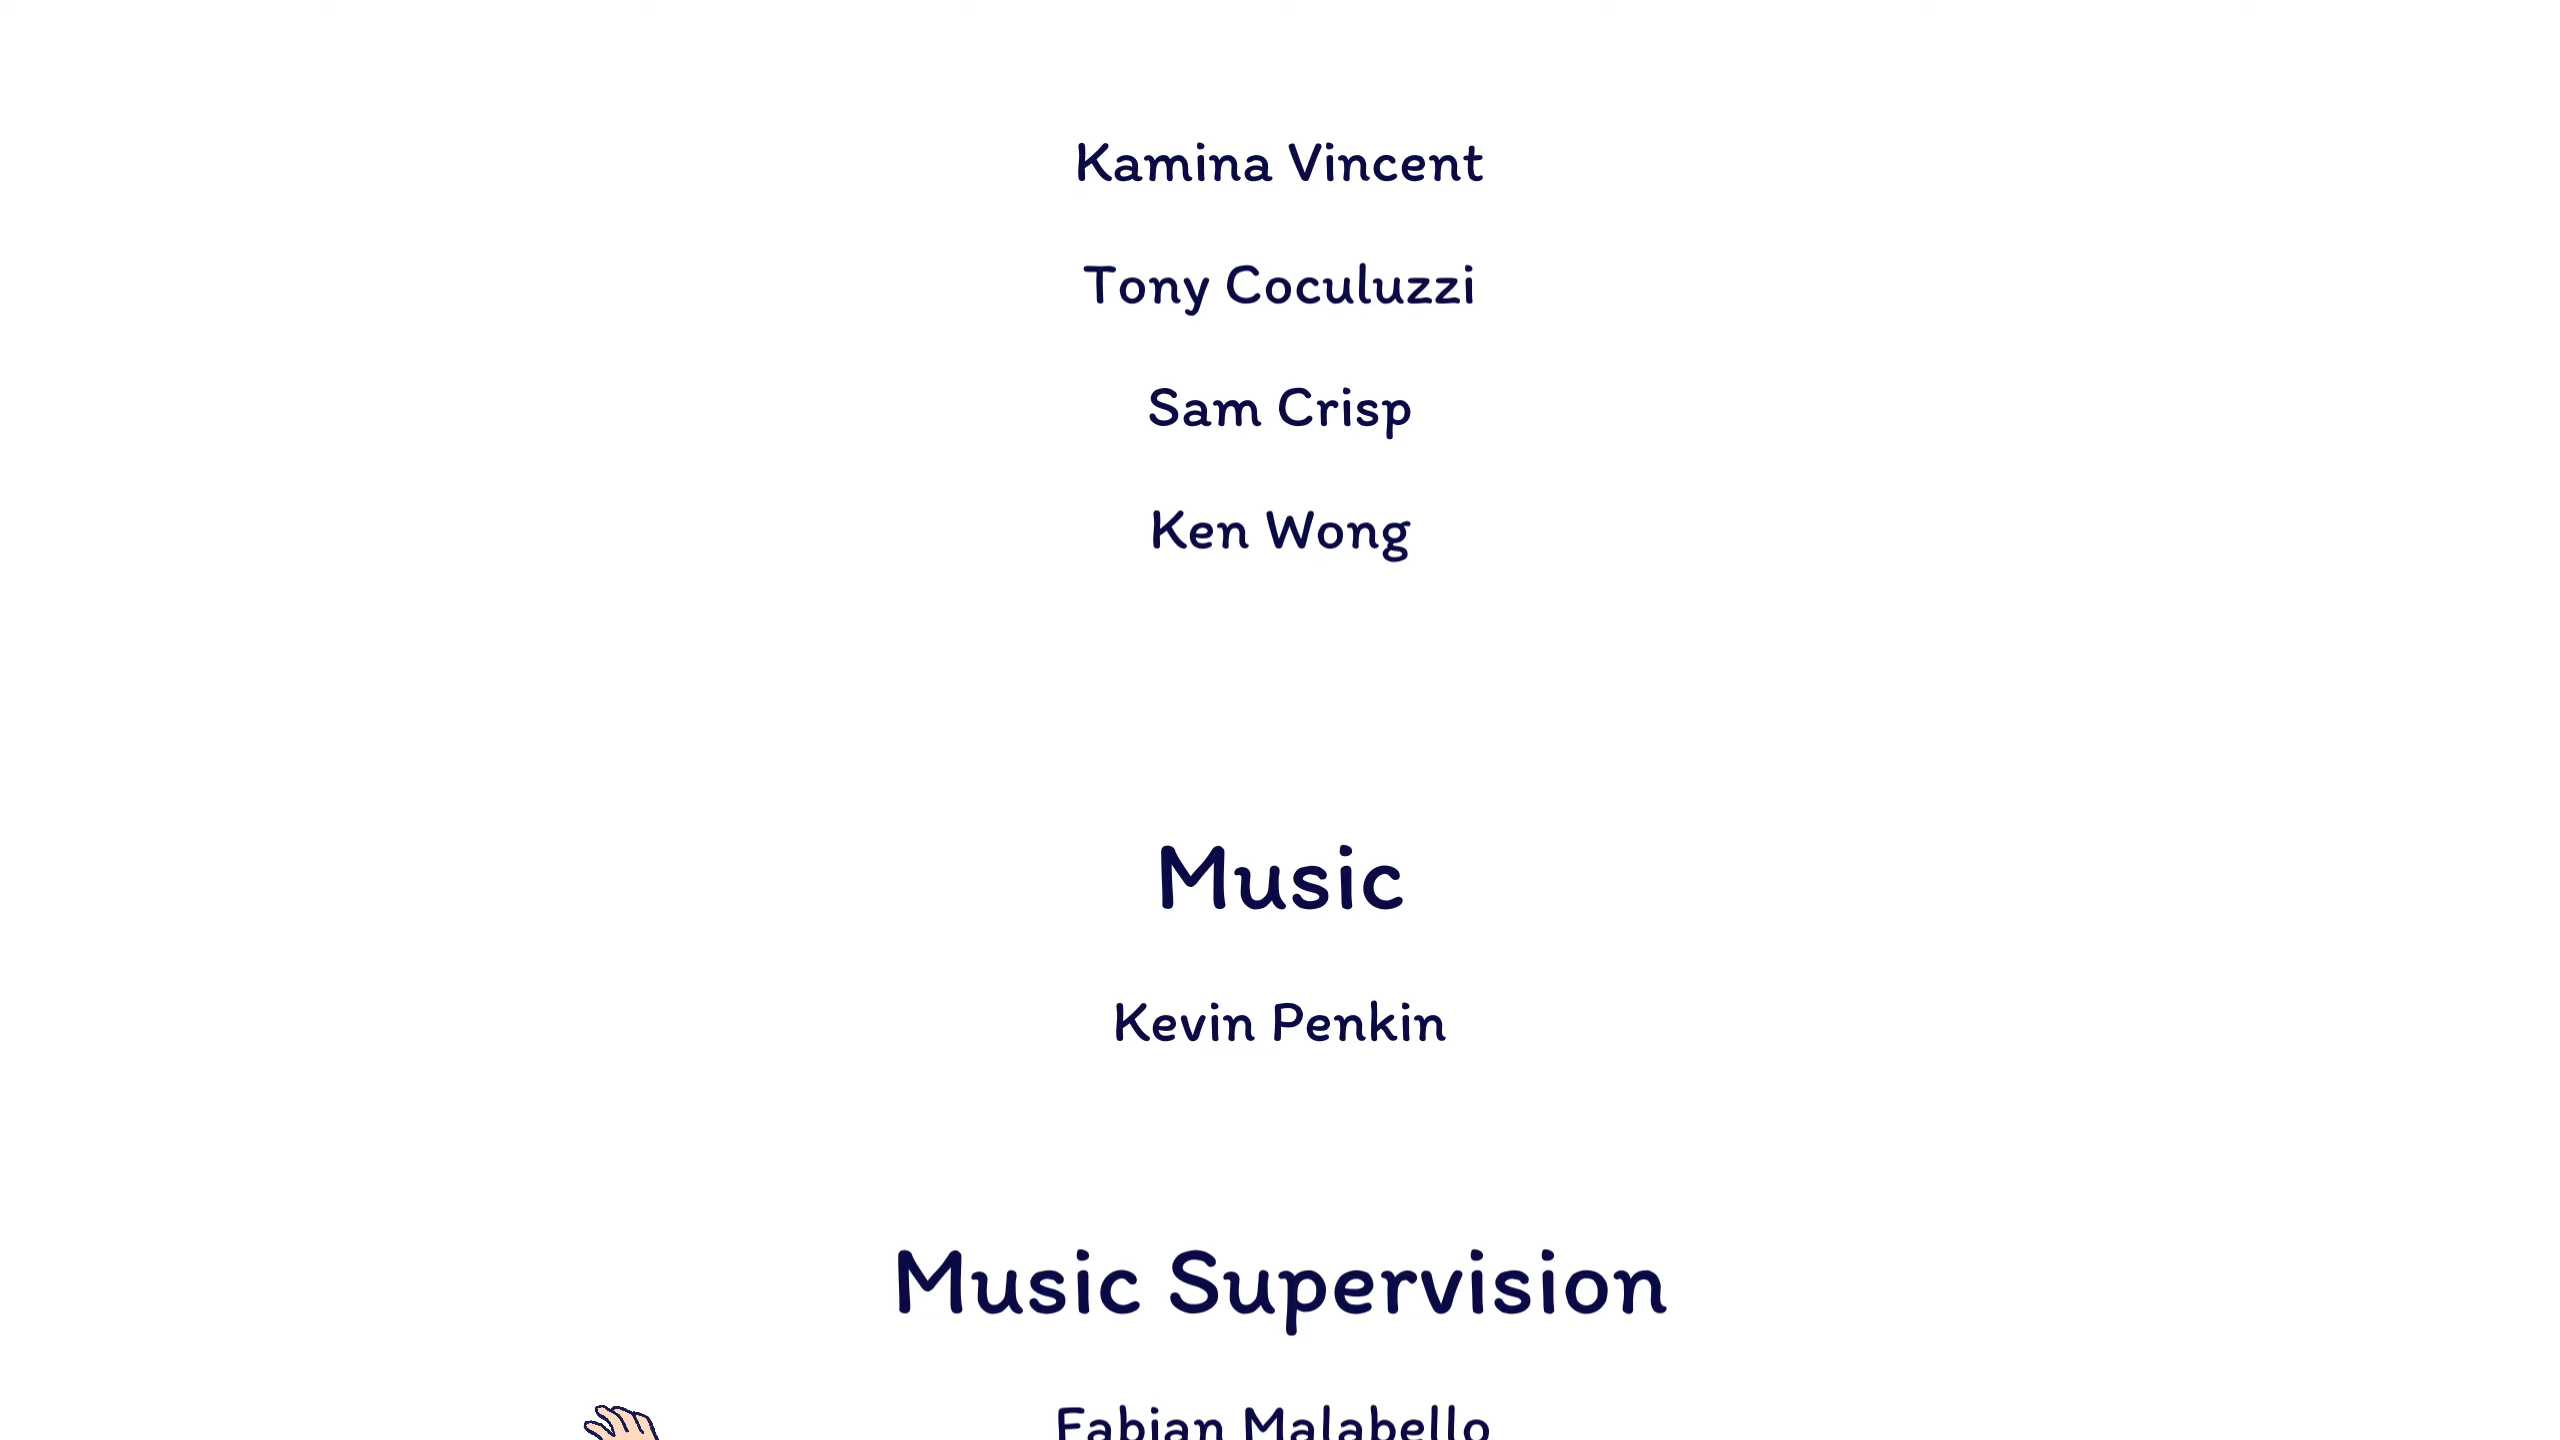 Kamina Vincent
Tony Coculuzzi
Sam Crisp
Ken Wong
Music
Kevin Penkin
Music Supervision
Fabian Malabello